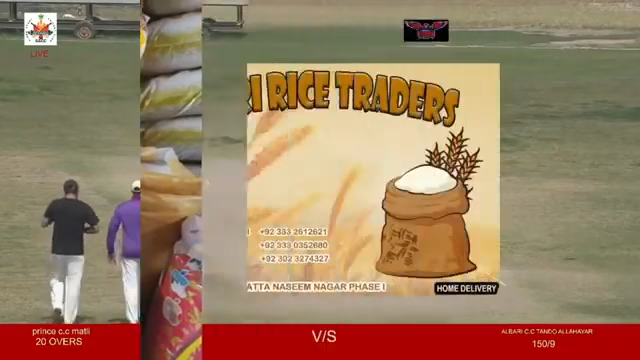 LIVE
RI RICE TRADERS
+92 333 2612621
+92 333 0352680
+92 302 3274327
ATTA NASEEM NAGAR PHASE I
HOME DELIVERY
prince c.c matli
20 OVERS
V/S
ALBARI C.C TANDO ALLAHAYAR
150/9